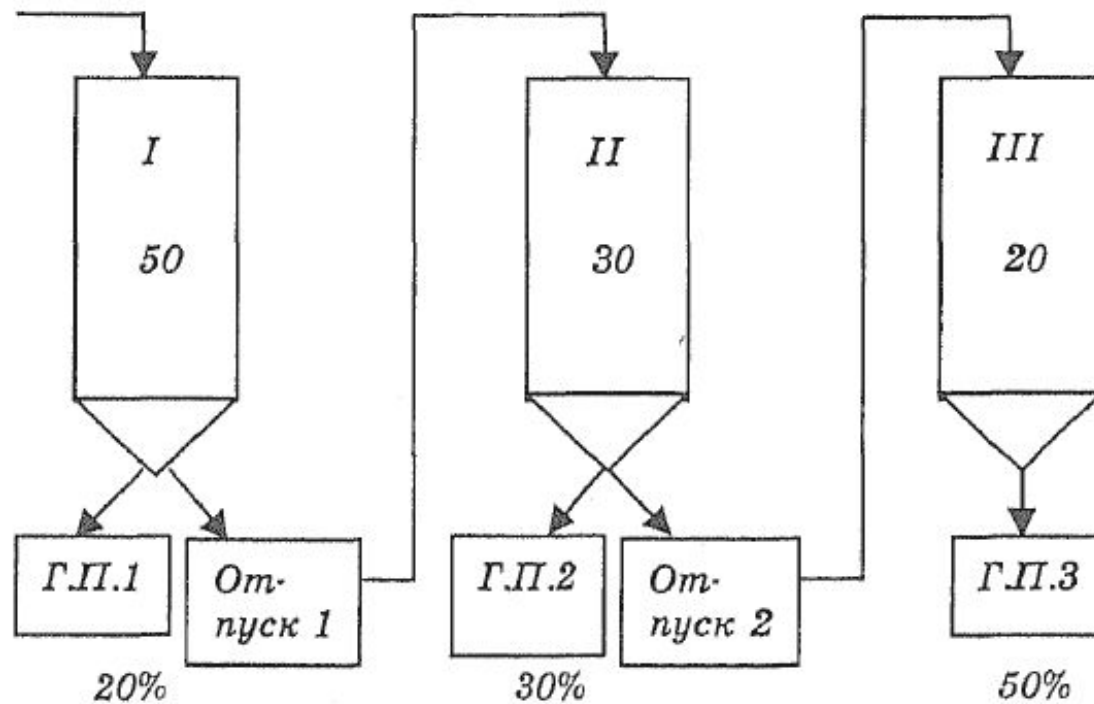 I
50
II
30
III
20
Г.П.1
От-
пуск 1
Г.П.2
От-
пуск 2
Г.П.3
20%
30%
50%